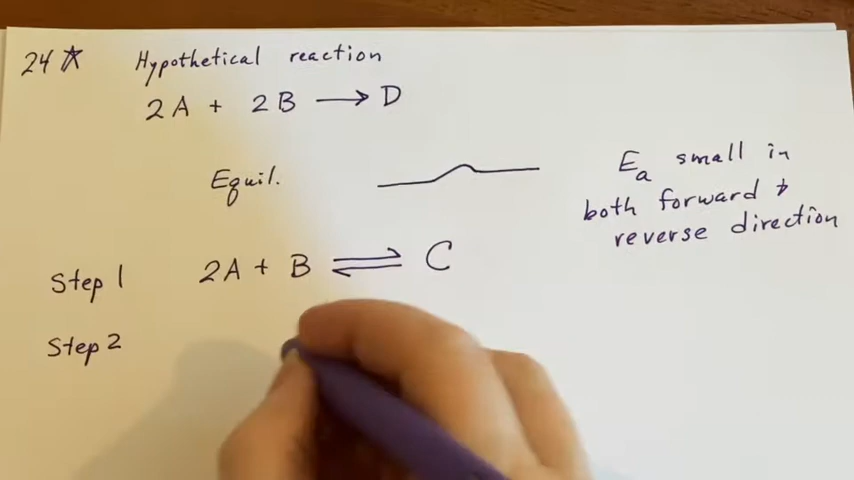 24 ☆ Hypothetical reaction
2A + 2B ⟶ D
Equil.
Ea small in
both forward +
reverse direction
Step 1 2A + B ⇌ C
Step 2